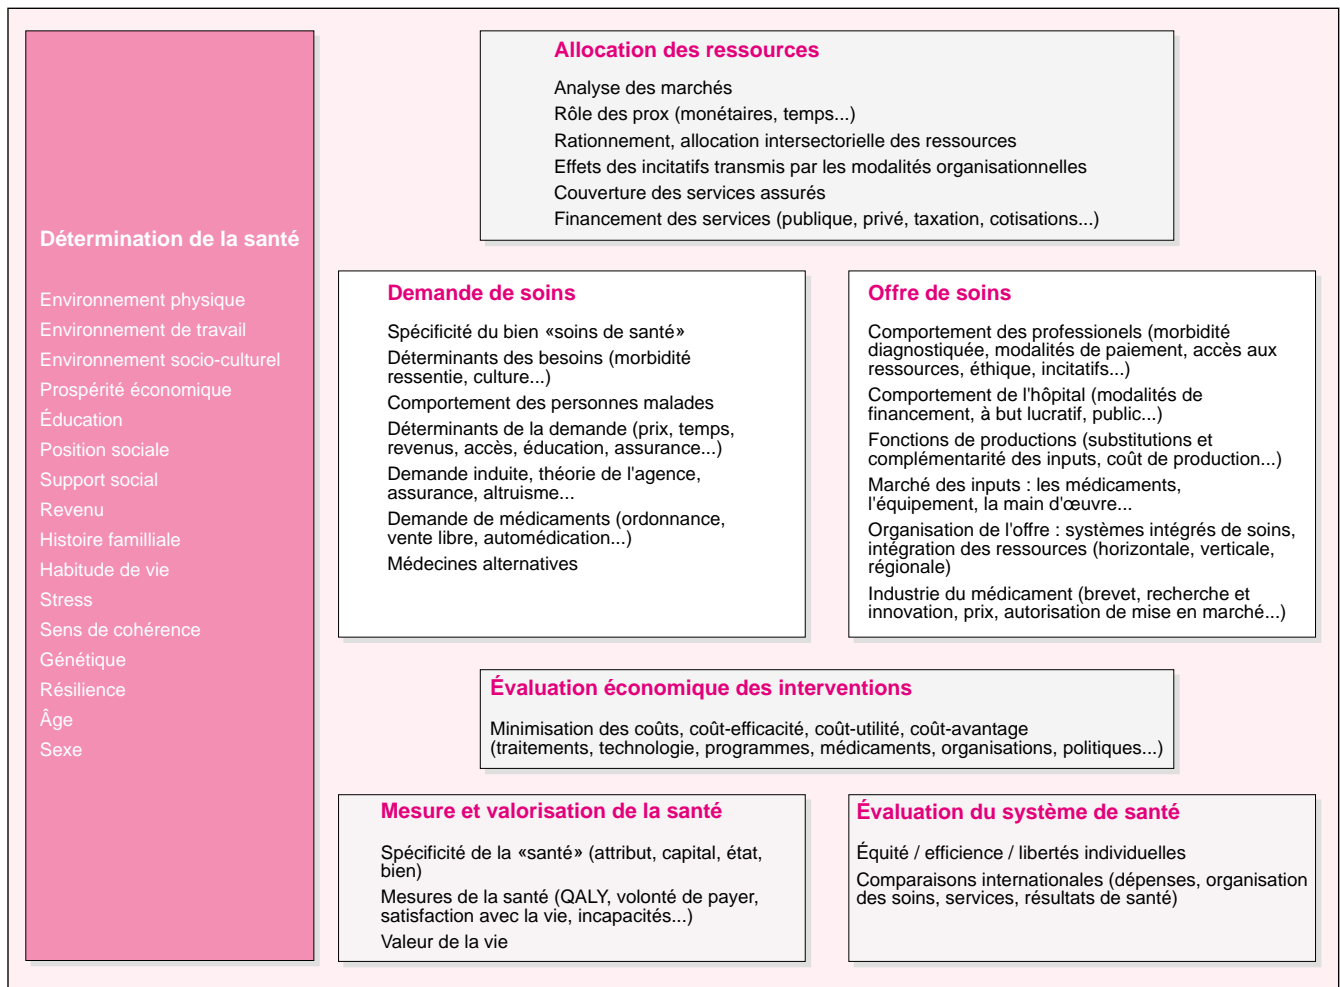 Détermination de la santé
Environnement physique
Environnement de travail
Environnement socio-culturel
Prospérité économique
Éducation
Position sociale
Support social
Revenu
Histoire familliale
Habitude de vie
Stress
Sens de cohérence
Génétique
Résilience
Âge
Sexe
Allocation des ressources
Analyse des marchés
Rôle des prox (monétaires, temps...)
Rationnement, allocation intersectorielle des ressources
Effets des incitatifs transmis par les modalités organisationnelles
Couverture des services assurés
Financement des services (publique, privé, taxation, cotisations...)
Demande de soins
Spécificité du bien «soins de santé»
Déterminants des besoins (morbidité
ressentie, culture...)
Comportement des personnes malades
Déterminants de la demande (prix, temps,
revenus, accès, éducation, assurance...)
Demande induite, théorie de l'agence,
assurance, altruisme...
Demande de médicaments (ordonnance,
vente libre, automédication...)
Médecines alternatives
Offre de soins
Comportement des professionels (morbidité
diagnostiquée, modalités de paiement, accès aux
ressources, éthique, incitatifs...)
Comportement de l'hôpital (modalités de
financement, à but lucratif, public...)
Fonctions de productions (substitutions et
complémentarité des inputs, coût de production...)
Marché des inputs : les médicaments,
l'équipement, la main d'œuvre...
Organisation de l'offre : systèmes intégrés de soins,
intégration des ressources (horizontale, verticale,
régionale)
Industrie du médicament (brevet, recherche et
innovation, prix, autorisation de mise en marché...)
Évaluation économique des interventions
Minimisation des coûts, coût-efficacité, coût-utilité, coût-avantage
(traitements, technologie, programmes, médicaments, organisations, politiques...)
Mesure et valorisation de la santé
Spécificité de la «santé» (attribut, capital, état,
bien)
Mesures de la santé (QALY, volonté de payer,
satisfaction avec la vie, incapacités...)
Valeur de la vie
Évaluation du système de santé
Équité / efficience / libertés individuelles
Comparaisons internationales (dépenses, organisation
des soins, services, résultats de santé)